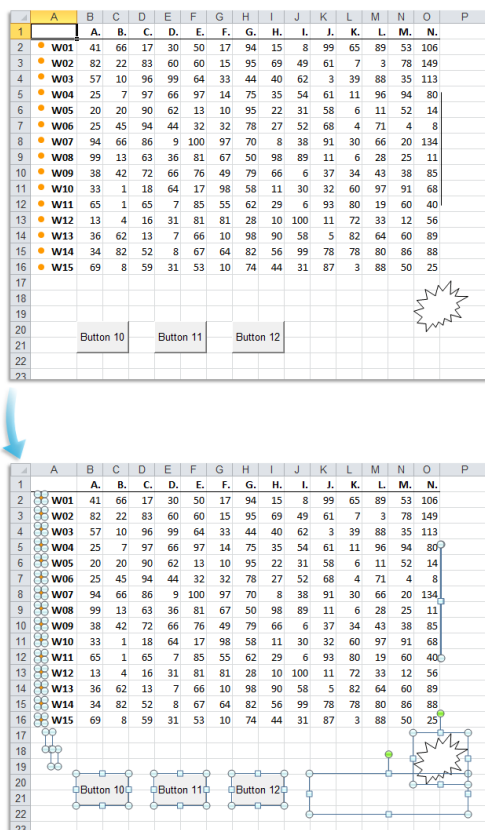 A B C D E F G H I J K L M N O P
1 A. B. C. D. E. F. G. H. I. J. K. L. M. N.
2 W01 41 66 17 30 50 17 94 15 8 99 65 89 53 106
3 W02 82 22 83 60 60 15 95 69 49 61 7 3 78 149
4 W03 57 10 96 99 64 33 44 40 62 3 39 88 35 113
5 W04 25 7 97 66 97 14 75 35 54 61 11 96 94 80
6 W05 20 20 90 62 13 10 95 22 31 58 6 11 52 14
7 W06 25 45 94 44 32 32 78 27 52 68 4 71 4 8
8 W07 94 66 86 9 100 97 70 8 38 91 30 66 20 134
9 W08 99 13 63 36 81 67 50 98 89 11 6 28 25 11
10 W09 38 42 72 66 76 49 79 66 6 37 34 43 38 85
11 W10 33 1 18 64 17 98 58 11 30 32 60 97 91 68
12 W11 65 1 65 7 85 55 62 29 6 93 80 19 60 40
13 W12 13 4 16 31 81 81 28 10 100 11 72 33 12 56
14 W13 36 62 13 7 66 10 98 90 58 5 82 64 60 89
15 W14 34 82 52 8 67 64 82 56 99 78 78 80 86 88
16 W15 69 8 59 31 53 10 74 44 31 87 3 88 50 25
17
18
19
20
Button 10 Button 11 Button 12
21
22
23
A B C D E F G H I J K L M N O P
1 A. B. C. D. E. F. G. H. I. J. K. L. M. N.
2 W01 41 66 17 30 50 17 94 15 8 99 65 89 53 106
3 W02 82 22 83 60 60 15 95 69 49 61 7 3 78 149
4 W03 57 10 96 99 64 33 44 40 62 3 39 88 35 113
5 W04 25 7 97 66 97 14 75 35 54 61 11 96 94 80
6 W05 20 20 90 62 13 10 95 22 31 58 6 11 52 14
7 W06 25 45 94 44 32 32 78 27 52 68 4 71 4 8
8 W07 94 66 86 9 100 97 70 8 38 91 30 66 20 134
9 W08 99 13 63 36 81 67 50 98 89 11 6 28 25 11
10 W09 38 42 72 66 76 49 79 66 6 37 34 43 38 85
11 W10 33 1 18 64 17 98 58 11 30 32 60 97 91 68
12 W11 65 1 65 7 85 55 62 29 6 93 80 19 60 40
13 W12 13 4 16 31 81 81 28 10 100 11 72 33 12 56
14 W13 36 62 13 7 66 10 98 90 58 5 82 64 60 89
15 W14 34 82 52 8 67 64 82 56 99 78 78 80 86 88
16 W15 69 8 59 31 53 10 74 44 31 87 3 88 50 25
17
18
19
20
Button 10 Button 11 Button 12
21
22
23